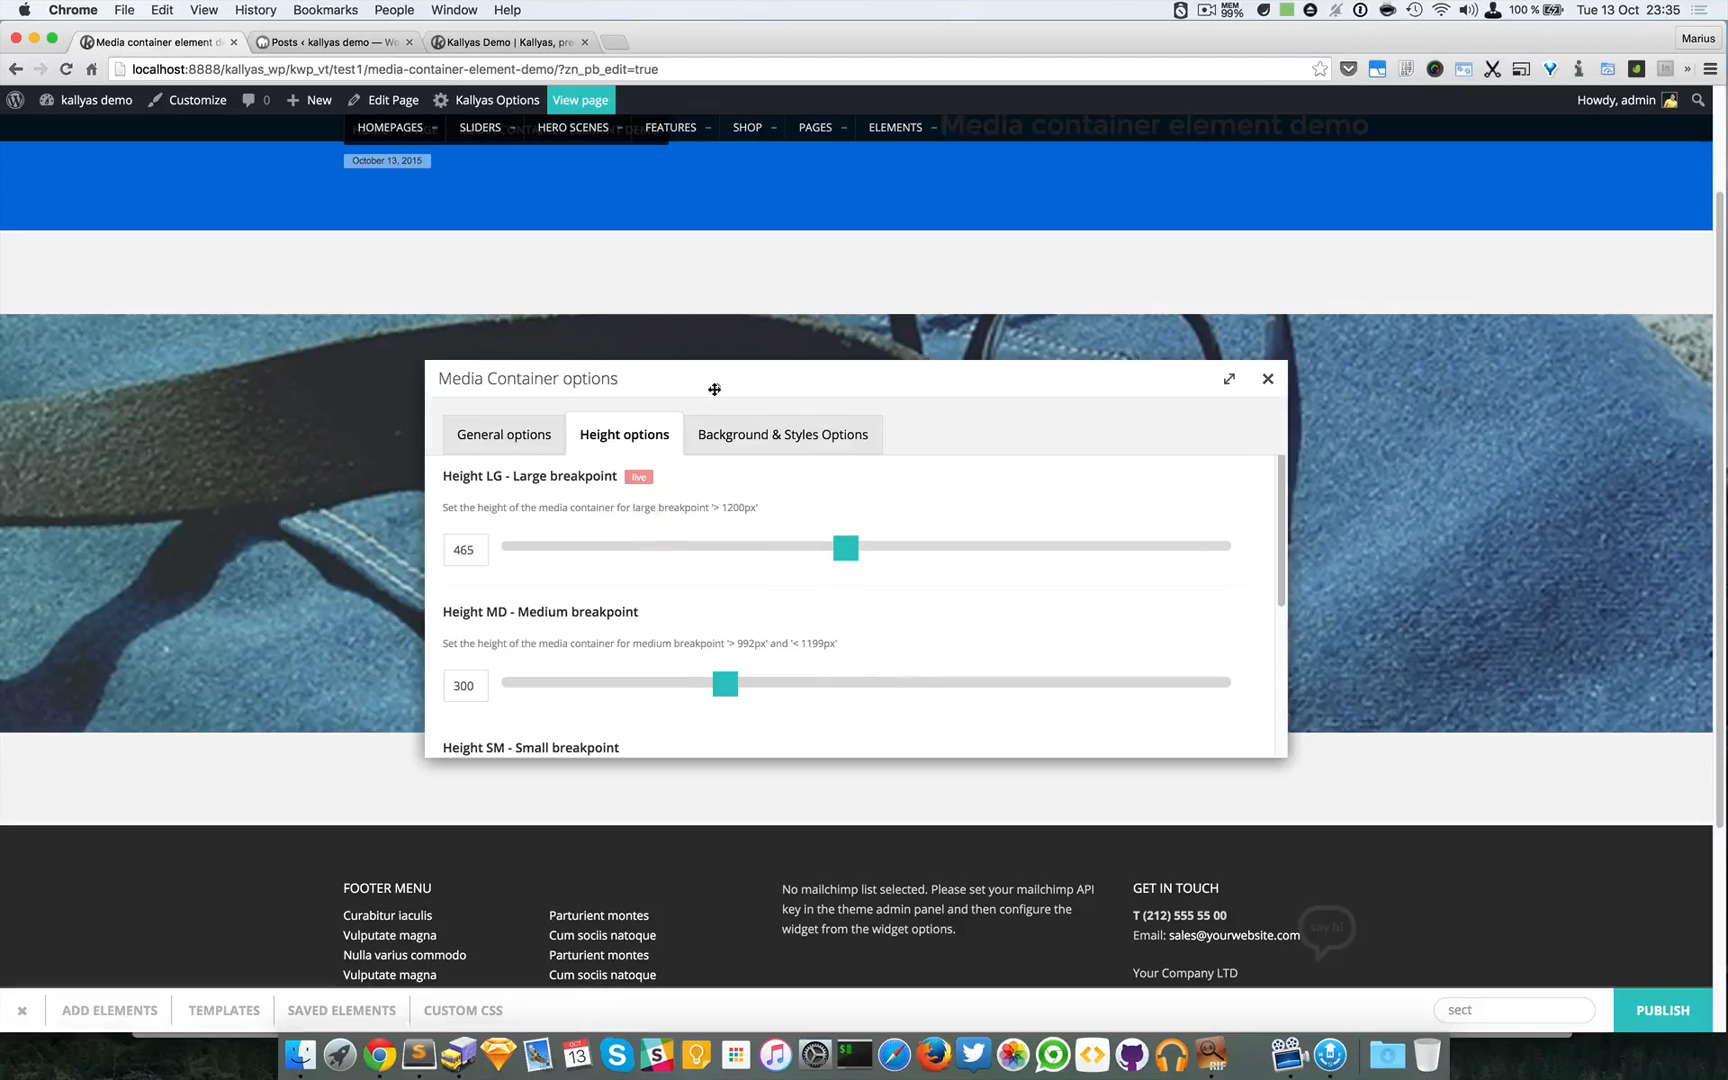 Chrome File Edit View History Bookmarks People Window Help MEM 99% 100 % Tue 13 Oct 23:35
Media container element d Posts ‹ kallyas demo — Wo Kallyas Demo | Kallyas, pre Marius
localhost:8888/kallyas_wp/kwp_vt/test1/media-container-element-demo/?zn_pb_edit=true
kallyas demo Customize 0 New Edit Page Kallyas Options View page Howdy, admin
HOMEPAGES SLIDERS HERO SCENES FEATURES SHOP PAGES ELEMENTS Media container element demo
October 13, 2015
Media Container options
General options Height options Background & Styles Options
Height LG - Large breakpoint live
Set the height of the media container for large breakpoint '> 1200px'
465
Height MD - Medium breakpoint
Set the height of the media container for medium breakpoint '> 992px' and '< 1199px'
300
Height SM - Small breakpoint
FOOTER MENU
Curabitur iaculis Parturient montes
Vulputate magna Cum sociis natoque
Nulla varius commodo Parturient montes
Vulputate magna Cum sociis natoque
No mailchimp list selected. Please set your mailchimp API
key in the theme admin panel and then configure the
widget from the widget options.
GET IN TOUCH
T (212) 555 55 00
Email: sales@yourwebsite.com
say hi
Your Company LTD
ADD ELEMENTS TEMPLATES SAVED ELEMENTS CUSTOM CSS sect PUBLISH
OCT
13
RIF